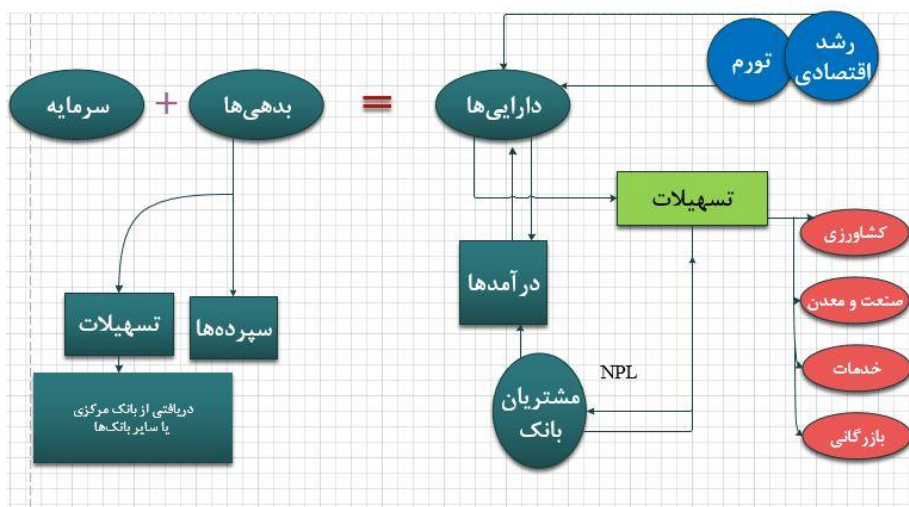 رشد
اقتصادی
تورم
دارایی‌ها
=
بدهی‌ها
+
سرمایه
تسهیلات
کشاورزی
صنعت و معدن
خدمات
بازرگانی
درآمدها
NPL
مشتریان
بانک
سپرده‌ها
تسهیلات
دریافتی از بانک مرکزی
یا سایر بانک‌ها